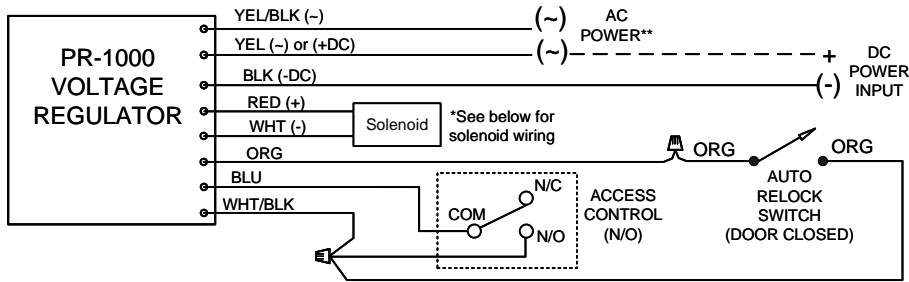 PR-1000
VOLTAGE
REGULATOR
YEL/BLK (~)
(~)
AC
POWER**
YEL (~) or (+DC)
(~)
+
DC
POWER
INPUT
BLK (-DC)
(-)
RED (+)
WHT (-)
Solenoid
*See below for
solenoid wiring
ORG
ORG
ORG
AUTO
RELOCK
SWITCH
(DOOR CLOSED)
BLU
N/C
COM
N/O
ACCESS
CONTROL
(N/O)
WHT/BLK